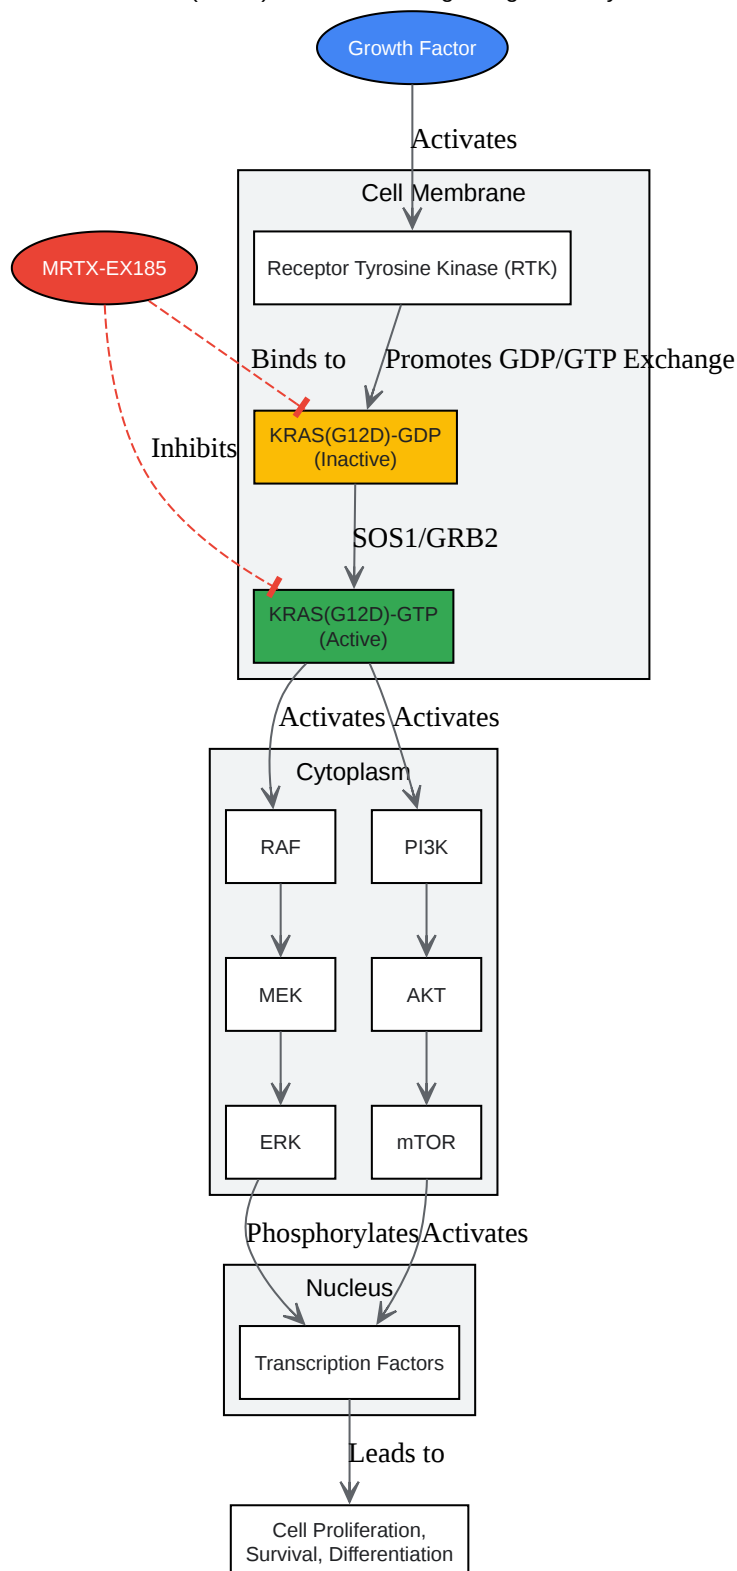 Growth Factor
Activates
Cell Membrane
Receptor Tyrosine Kinase (RTK)
MRTX-EX185
Binds to
Promotes GDP/GTP Exchange
KRAS(G12D)-GDP
(Inactive)
Inhibits
SOS1/GRB2
KRAS(G12D)-GTP
(Active)
Activates
Activates
Cytoplasm
RAF
PI3K
MEK
AKT
ERK
mTOR
Phosphorylates
Activates
Nucleus
Transcription Factors
Leads to
Cell Proliferation,
Survival, Differentiation